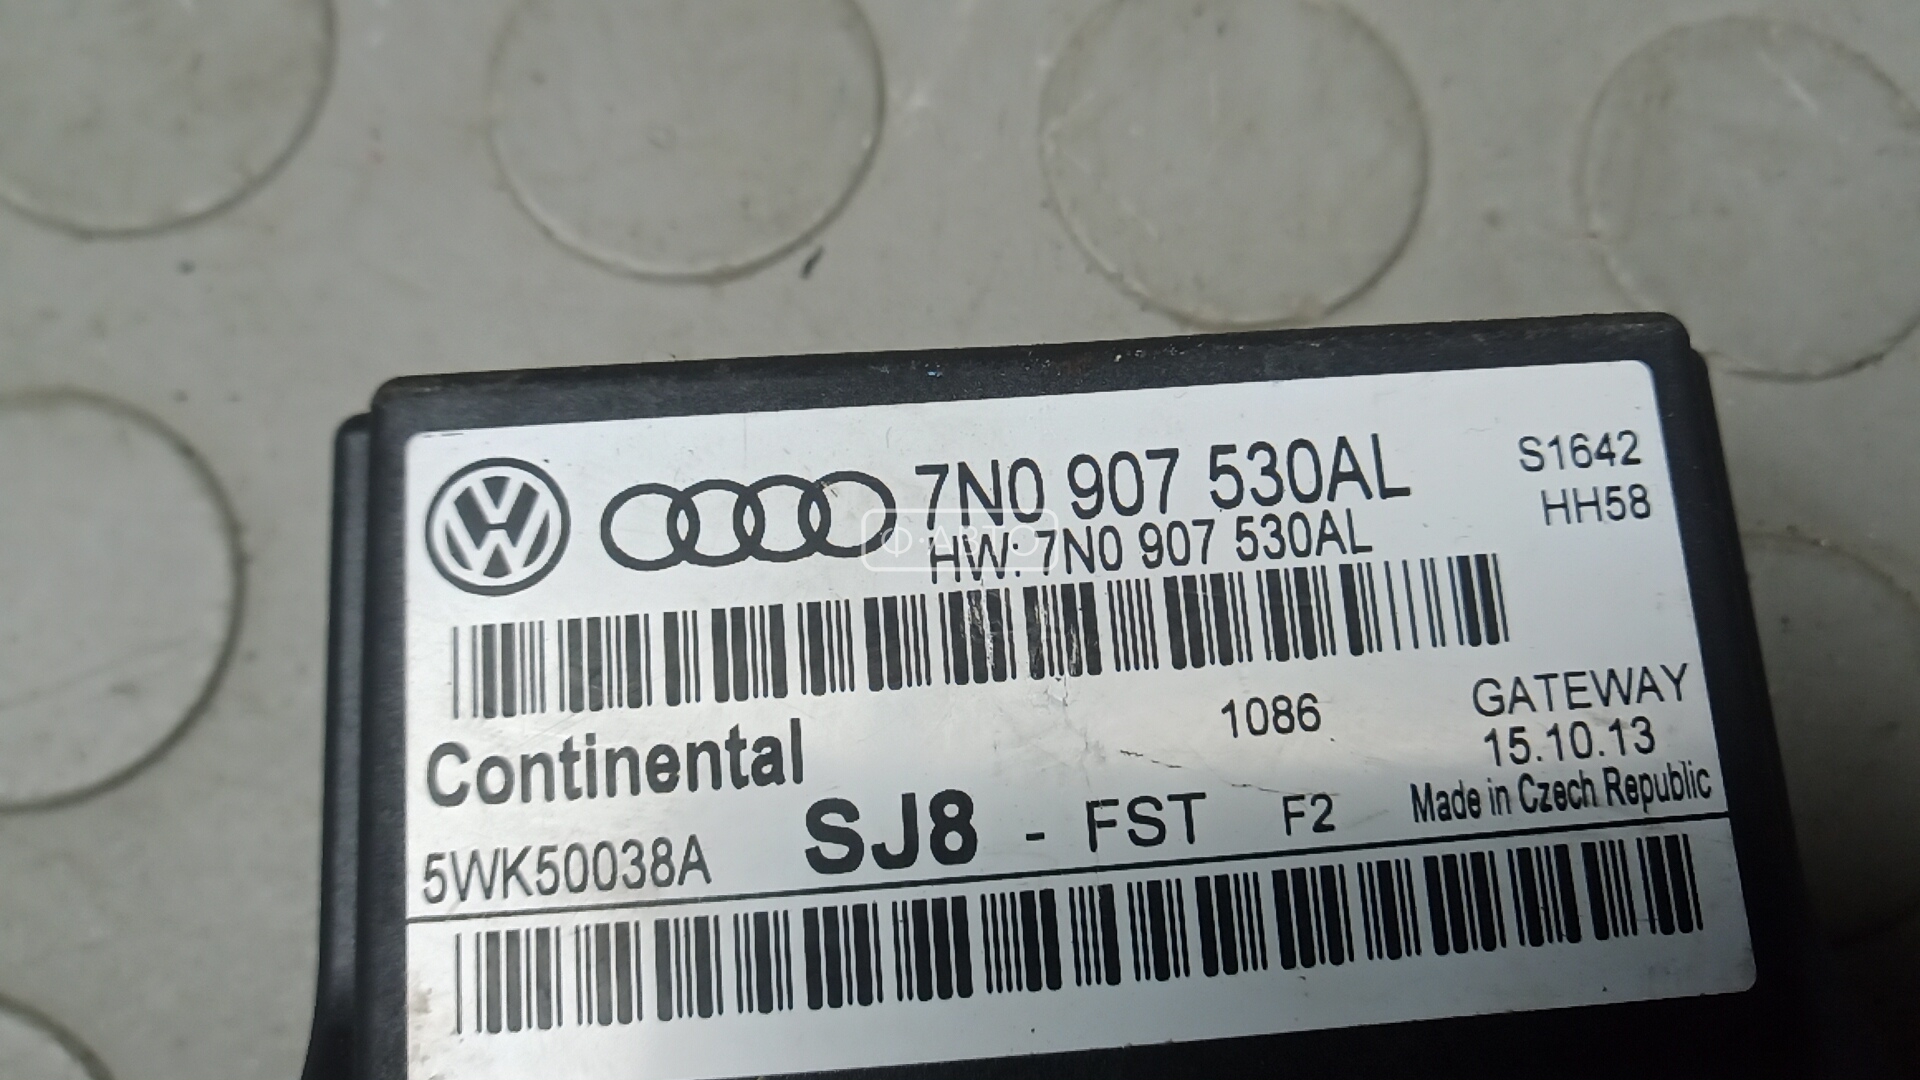 7N0 907 530AL
S1642
HW: 7N0 907 530AL
HH58
Ф·АВТО
Continental
1086
GATEWAY
15.10.13
5WK50038A
SJ8 - FST F2
Made in Czech Republic